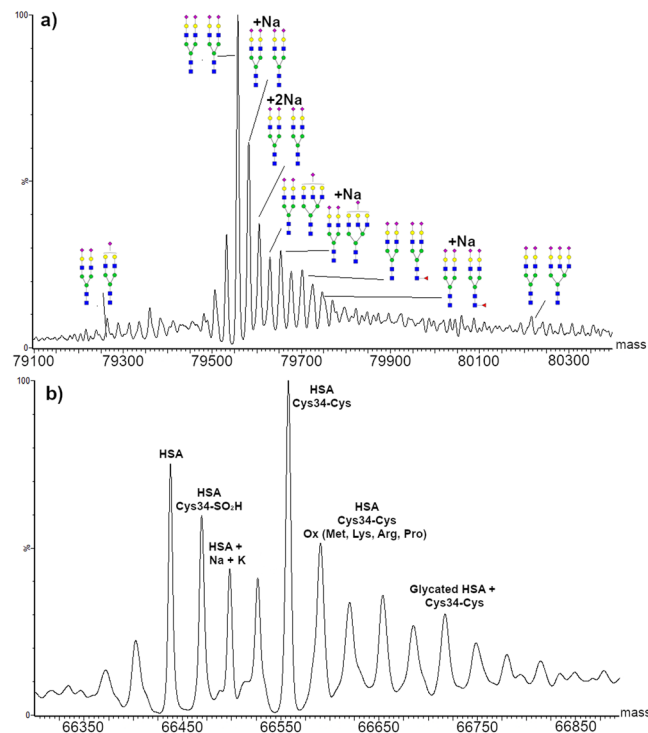 a)
100
%
0
+Na
+2Na
+Na
+Na
79100 79300 79500 79700 79900 80100 80300 mass
b)
100
%
0
HSA
HSA
Cys34-SO₂H
HSA +
Na + K
HSA
Cys34-Cys
HSA
Cys34-Cys
Ox (Met, Lys, Arg, Pro)
Glycated HSA +
Cys34-Cys
66350 66450 66550 66650 66750 66850 mass